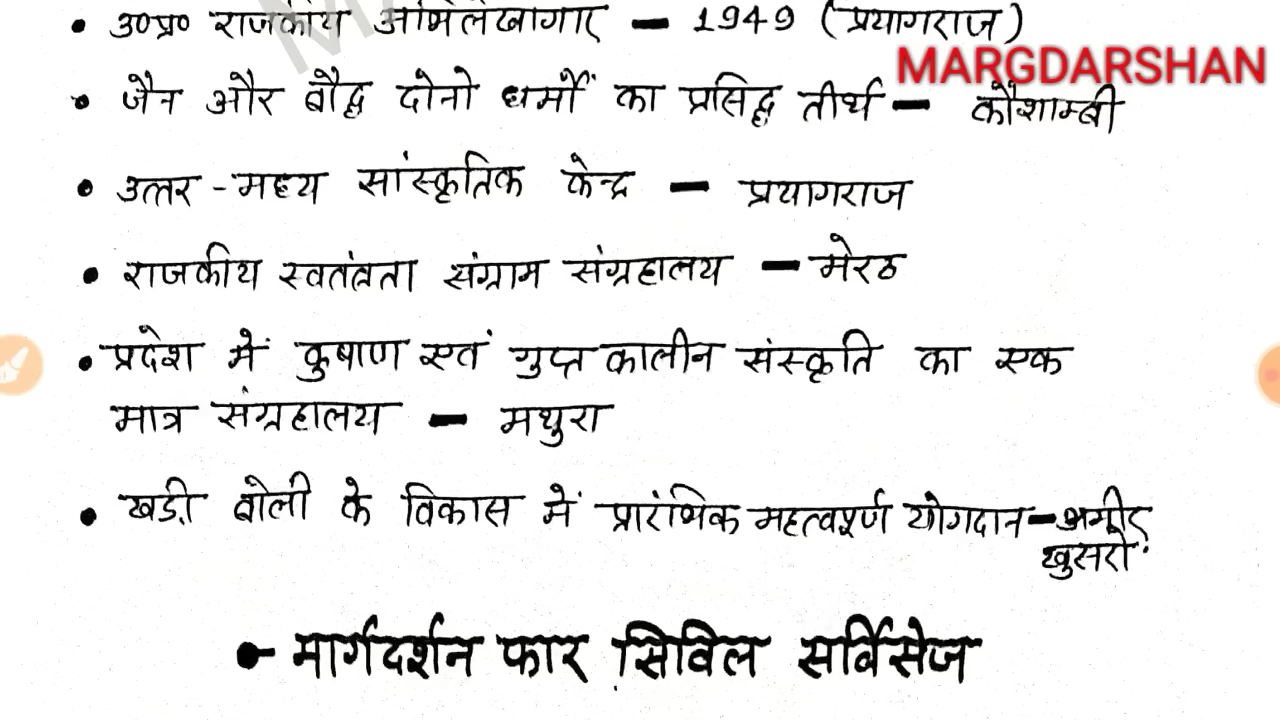 • उ०प्र० राजकीय अभिलेखागार – 1949 (प्रयागराज)
MARGDARSHAN
• जैन और बौद्ध दोनो धर्मों का प्रसिद्ध तीर्थ – कौशाम्बी
• उत्तर-मध्य सांस्कृतिक केन्द्र – प्रयागराज
• राजकीय स्वतंत्रता संग्राम संग्रहालय – मेरठ
• प्रदेश में कुषाण एवं गुप्त कालीन संस्कृति का एक
मात्र संग्रहालय – मथुरा
• खड़ी बोली के विकास में प्रारंभिक महत्वपूर्ण योगदान – अमीर
खुसरो
• मार्गदर्शन फार सिविल सर्विसेज